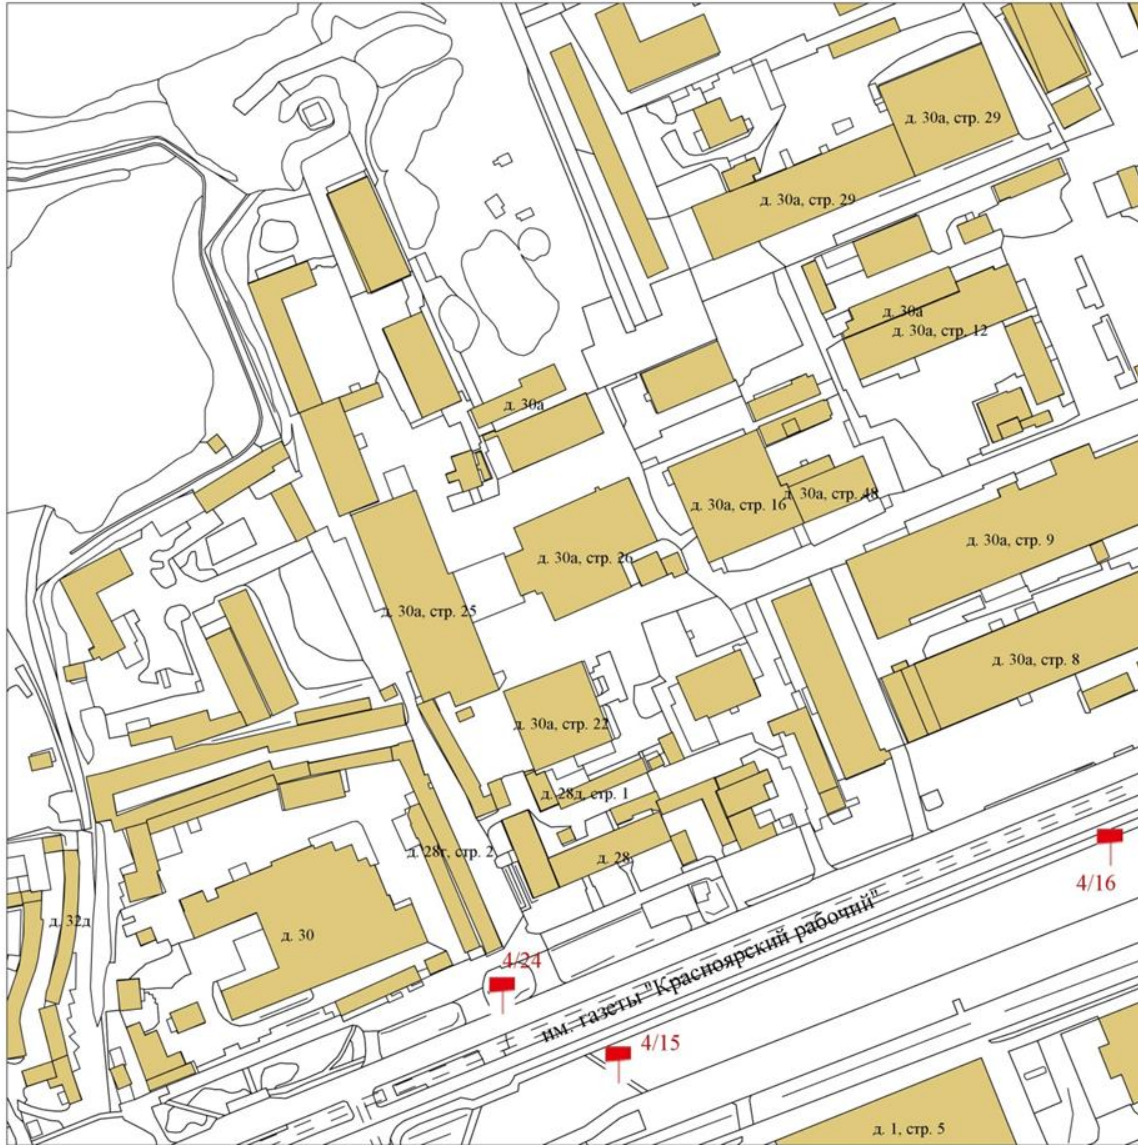 д. 30а, стр. 29
д. 30а, стр. 29
д. 30а
д. 30а, стр. 12
д. 30а
д. 30а, стр. 16
д. 30а, стр. 48
д. 30а, стр. 9
д. 30а, стр. 26
д. 30а, стр. 25
д. 30а, стр. 8
д. 30а, стр. 22
д. 28д, стр. 1
д. 28г, стр. 2
д. 28
4/16
д. 32д
д. 30
им. газеты "Красноярский рабочий"
4/24
4/15
д. 1, стр. 5